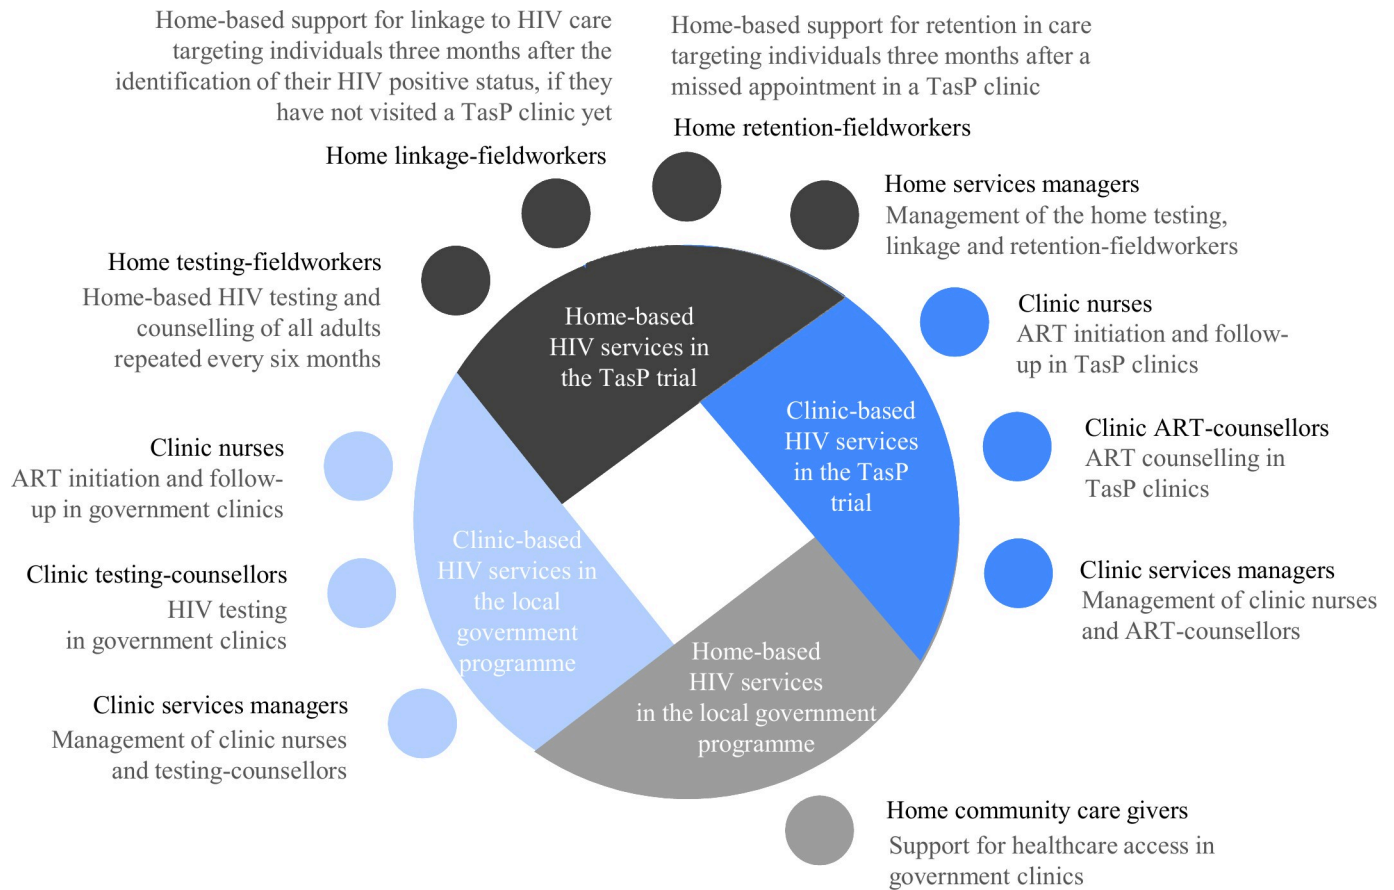 Home-based support for linkage to HIV care
targeting individuals three months after the
identification of their HIV positive status, if they
have not visited a TasP clinic yet
Home linkage-fieldworkers
Home-based support for retention in care
targeting individuals three months after a
missed appointment in a TasP clinic
Home retention-fieldworkers
Home services managers
Management of the home testing,
linkage and retention-fieldworkers
Home testing-fieldworkers
Home-based HIV testing and
counselling of all adults
repeated every six months
Home-based
HIV services in
the TasP trial
Clinic nurses
ART initiation and follow-
up in TasP clinics
Clinic-based
HIV services
in the TasP
trial
Clinic ART-counsellors
ART counselling in
TasP clinics
Clinic nurses
ART initiation and follow-
up in government clinics
Clinic-based
HIV services in
the local
government
programme
Clinic testing-counsellors
HIV testing
in government clinics
Clinic services managers
Management of clinic nurses
and ART-counsellors
Home-based
HIV services
in the local government
programme
Clinic services managers
Management of clinic nurses
and testing-counsellors
Home community care givers
Support for healthcare access in
government clinics